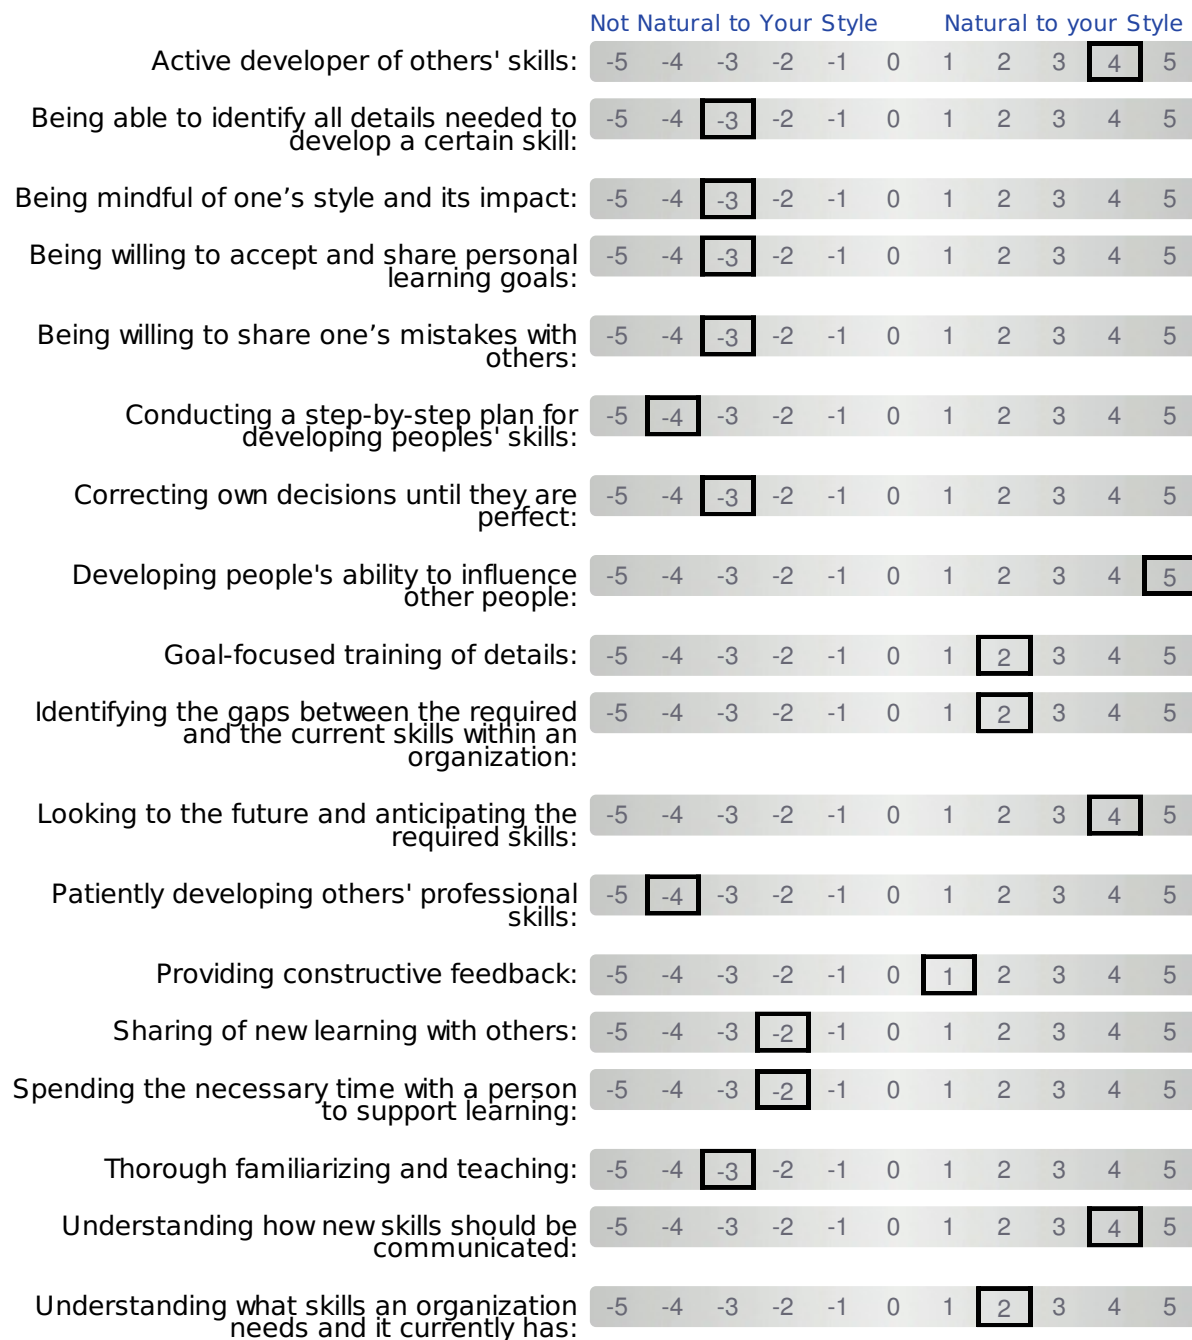 Not Natural to Your Style Natural to your Style
Active developer of others' skills: -5 -4 -3 -2 -1 0 1 2 3 4 5
Being able to identify all details needed to -5 -4 -3 -2 -1 0 1 2 3 4 5
develop a certain skill:
Being mindful of one’s style and its impact: -5 -4 -3 -2 -1 0 1 2 3 4 5
Being willing to accept and share personal -5 -4 -3 -2 -1 0 1 2 3 4 5
learning goals:
Being willing to share one’s mistakes with -5 -4 -3 -2 -1 0 1 2 3 4 5
others:
Conducting a step-by-step plan for -5 -4 -3 -2 -1 0 1 2 3 4 5
developing peoples' skills:
Correcting own decisions until they are -5 -4 -3 -2 -1 0 1 2 3 4 5
perfect:
Developing people's ability to influence -5 -4 -3 -2 -1 0 1 2 3 4 5
other people:
Goal-focused training of details: -5 -4 -3 -2 -1 0 1 2 3 4 5
Identifying the gaps between the required -5 -4 -3 -2 -1 0 1 2 3 4 5
and the current skills within an
organization:
Looking to the future and anticipating the -5 -4 -3 -2 -1 0 1 2 3 4 5
required skills:
Patiently developing others' professional -5 -4 -3 -2 -1 0 1 2 3 4 5
skills:
Providing constructive feedback: -5 -4 -3 -2 -1 0 1 2 3 4 5
Sharing of new learning with others: -5 -4 -3 -2 -1 0 1 2 3 4 5
Spending the necessary time with a person -5 -4 -3 -2 -1 0 1 2 3 4 5
to support learning:
Thorough familiarizing and teaching: -5 -4 -3 -2 -1 0 1 2 3 4 5
Understanding how new skills should be -5 -4 -3 -2 -1 0 1 2 3 4 5
communicated:
Understanding what skills an organization -5 -4 -3 -2 -1 0 1 2 3 4 5
needs and it currently has: